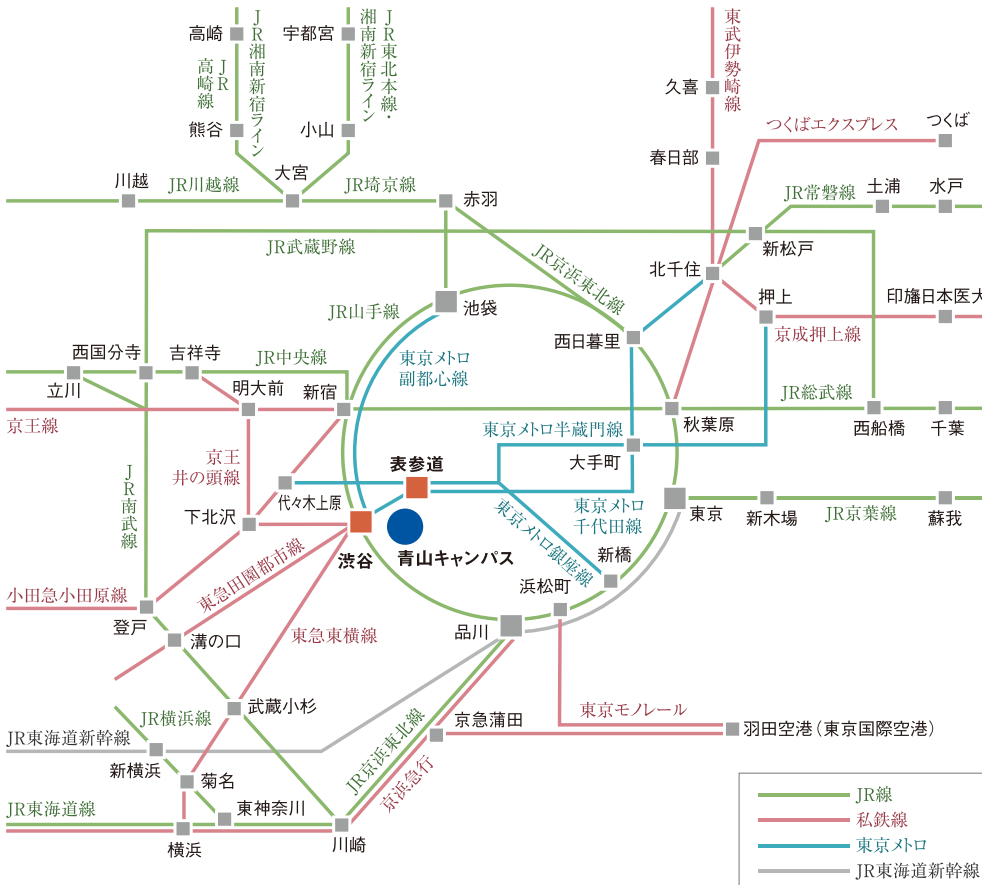 高崎
宇都宮
JR湘南新宿ライン
JR
高崎線
JR東北本線・
湘南新宿ライン
東武伊勢崎線
久喜
つくばエクスプレス
つくば
熊谷
小山
春日部
川越
JR川越線
大宮
JR埼京線
赤羽
JR常磐線
土浦
水戸
JR武蔵野線
JR京浜東北線
新松戸
北千住
JR山手線
池袋
押上
印旛日本医大
西日暮里
京成押上線
西国分寺
吉祥寺
JR中央線
東京メトロ
副都心線
立川
明大前
新宿
JR総武線
京王線
秋葉原
西船橋
千葉
東京メトロ半蔵門線
大手町
京王
井の頭線
表参道
JR南武線
代々木上原
東京メトロ
千代田線
東京
新木場
JR京葉線
蘇我
下北沢
東京メトロ銀座線
渋谷
青山キャンパス
新橋
東急田園都市線
浜松町
小田急小田原線
登戸
溝の口
東急東横線
品川
武蔵小杉
JR横浜線
京急蒲田
東京モノレール
羽田空港（東京国際空港）
JR東海道新幹線
新横浜
JR京浜東北線
京浜急行
菊名
JR東海道線
東神奈川
横浜
川崎
JR線
私鉄線
東京メトロ
JR東海道新幹線